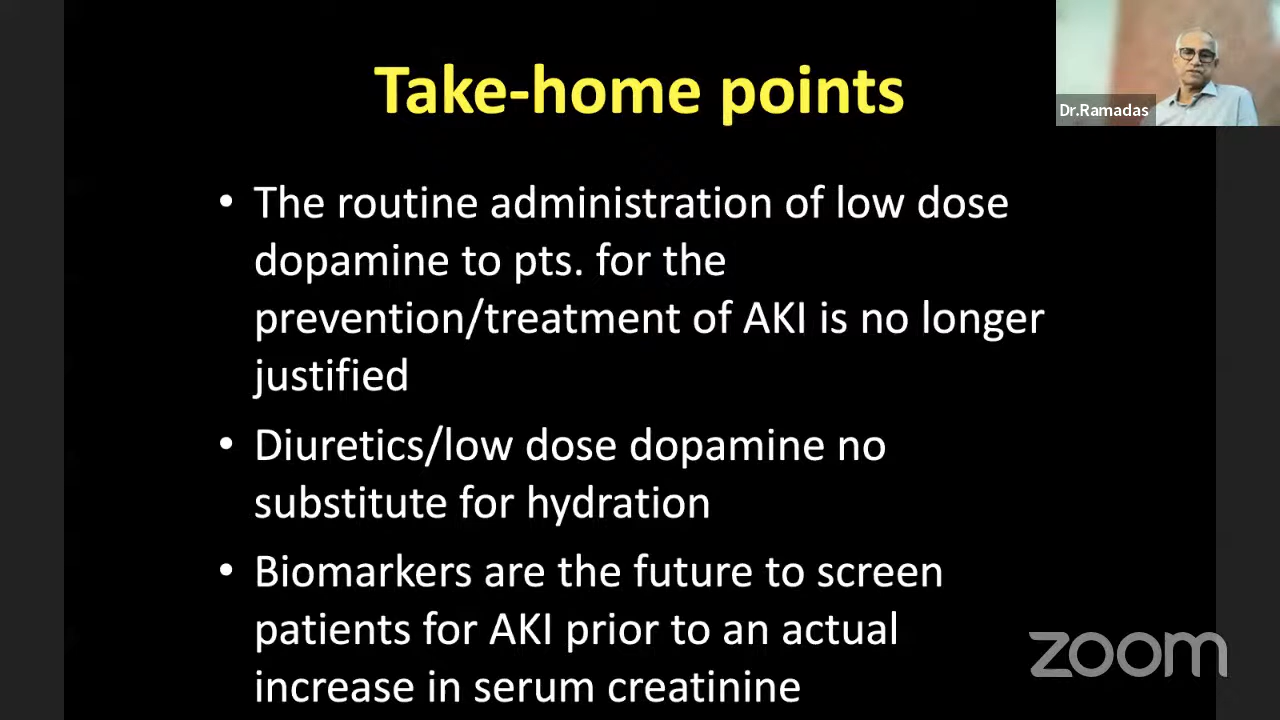 Take-home points
Dr.Ramadas
• The routine administration of low dose
dopamine to pts. for the
prevention/treatment of AKI is no longer
justified
• Diuretics/low dose dopamine no
substitute for hydration
• Biomarkers are the future to screen
patients for AKI prior to an actual
increase in serum creatinine
zoom